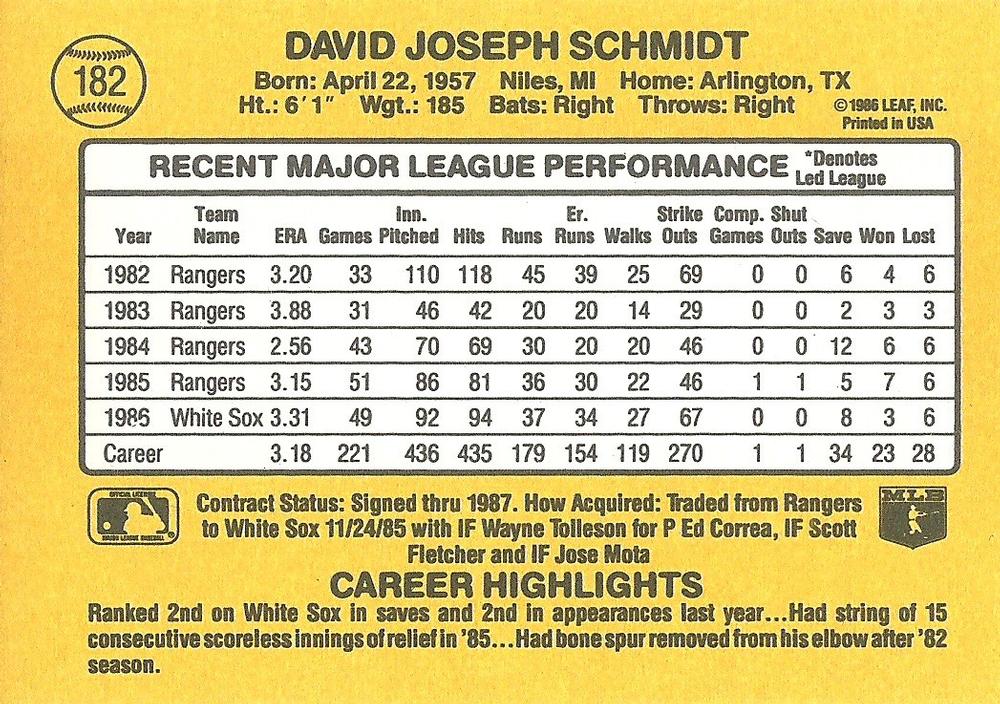 182
DAVID JOSEPH SCHMIDT
Born: April 22, 1957 Niles, MI Home: Arlington, TX
Ht.: 6'1" Wgt.: 185 Bats: Right Throws: Right
©1986 LEAF, INC.
Printed in USA
RECENT MAJOR LEAGUE PERFORMANCE *Denotes Led League
Year Team Name ERA Games Inn. Pitched Hits Runs Er. Runs Walks Strike Outs Comp. Games Shut Outs Save Won Lost
1982 Rangers 3.20 33 110 118 45 39 25 69 0 0 6 4 6
1983 Rangers 3.88 31 46 42 20 20 14 29 0 0 2 3 3
1984 Rangers 2.56 43 70 69 30 20 20 46 0 0 12 6 6
1985 Rangers 3.15 51 86 81 36 30 22 46 1 1 5 7 6
1986 White Sox 3.31 49 92 94 37 34 27 67 0 0 8 3 6
Career 3.18 221 436 435 179 154 119 270 1 1 34 23 28
OFFICIAL LICENSEE
MAJOR LEAGUE BASEBALL
Contract Status: Signed thru 1987. How Acquired: Traded from Rangers
to White Sox 11/24/85 with IF Wayne Tolleson for P Ed Correa, IF Scott
Fletcher and IF Jose Mota
MLB
CAREER HIGHLIGHTS
Ranked 2nd on White Sox in saves and 2nd in appearances last year...Had string of 15
consecutive scoreless innings of relief in '85...Had bone spur removed from his elbow after '82
season.